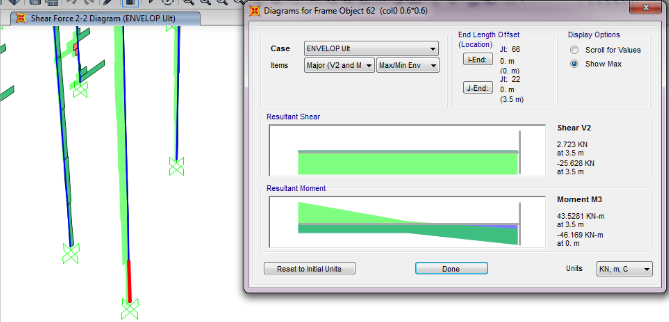 Shear Force 2-2 Diagram (ENVELOP Ult)
Diagrams for Frame Object 62 (col0 0.6*0.6)
Case
ENVELOP Ult
Items
Major (V2 and M
Max/Min Env
End Length Offset
(Location)
I-End:
Jt: 66
0. m
(0. m)
J-End:
Jt: 22
0. m
(3.5 m)
Display Options
Scroll for Values
Show Max
Resultant Shear
Shear V2
2.723 KN
at 3.5 m
-25.628 KN
at 3.5 m
Resultant Moment
Moment M3
43.5281 KN-m
at 3.5 m
-46.169 KN-m
at 0. m
Reset to Initial Units
Done
Units
KN, m, C